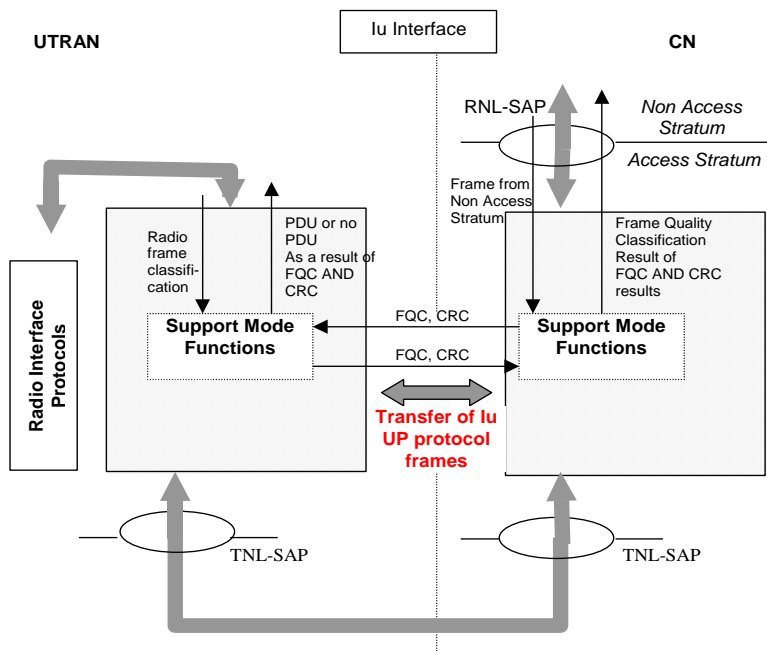 Iu Interface
UTRAN
CN
RNL-SAP
Non Access
Stratum
Access Stratum
Frame from
Non Access
Stratum
Radio
frame
classifi-
cation
PDU or no
PDU
As a result of
FQC AND
CRC
Frame Quality
Classification
Result of
FQC AND CRC
results
Radio Interface
Protocols
Support Mode
Functions
FQC, CRC
FQC, CRC
Support Mode
Functions
Transfer of Iu
UP protocol
frames
TNL-SAP
TNL-SAP